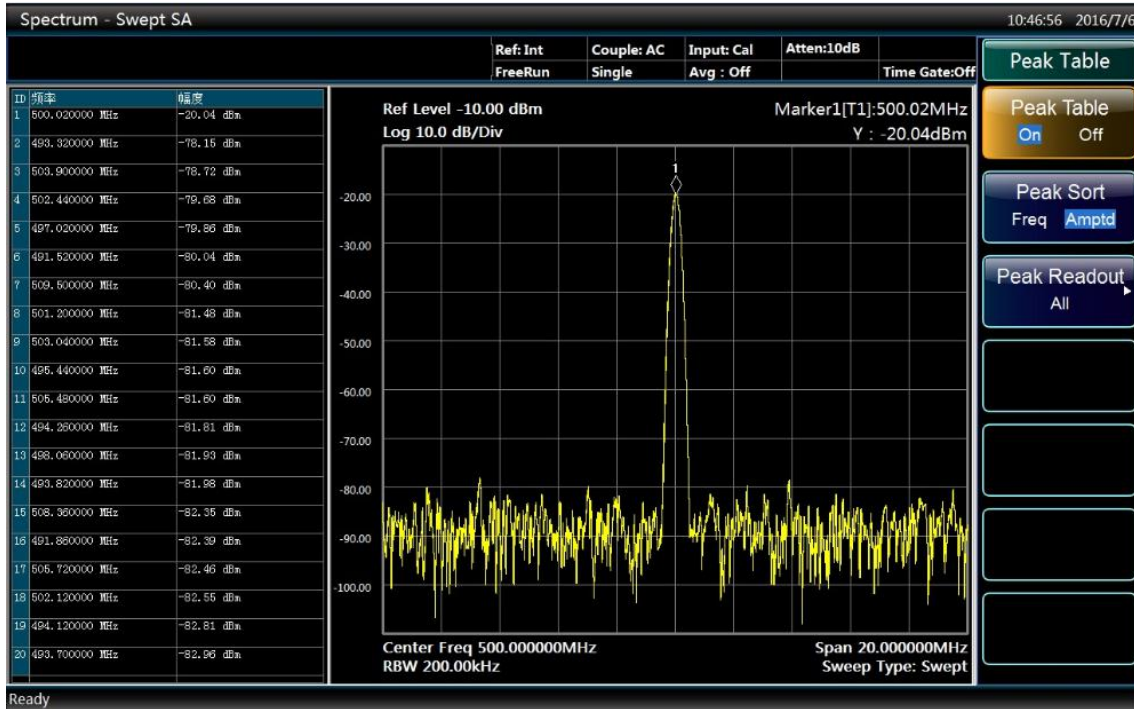 Spectrum - Swept SA
10:46:56 2016/7/6
Ref: Int Couple: AC Input: Cal Atten:10dB
FreeRun Single Avg : Off Time Gate:Off
Peak Table
ID 频率 幅度
1 500.020000 MHz -20.04 dBm
2 493.320000 MHz -78.15 dBm
3 503.900000 MHz -78.72 dBm
4 502.440000 MHz -79.68 dBm
5 497.020000 MHz -79.86 dBm
6 491.520000 MHz -80.04 dBm
7 509.500000 MHz -80.40 dBm
8 501.200000 MHz -81.48 dBm
9 503.040000 MHz -81.58 dBm
10 495.440000 MHz -81.60 dBm
11 505.480000 MHz -81.60 dBm
12 494.260000 MHz -81.81 dBm
13 498.060000 MHz -81.93 dBm
14 493.820000 MHz -81.98 dBm
15 508.360000 MHz -82.35 dBm
16 491.860000 MHz -82.39 dBm
17 505.720000 MHz -82.46 dBm
18 502.120000 MHz -82.55 dBm
19 494.120000 MHz -82.81 dBm
20 493.700000 MHz -82.96 dBm
Ref Level -10.00 dBm
Log 10.0 dB/Div
Marker1[T1]:500.02MHz
Y : -20.04dBm
1
-20.00
-30.00
-40.00
-50.00
-60.00
-70.00
-80.00
-90.00
-100.00
Center Freq 500.000000MHz
Span 20.000000MHz
RBW 200.00kHz
Sweep Type: Swept
Peak Table
On Off
Peak Sort
Freq Amptd
Peak Readout
All
Ready